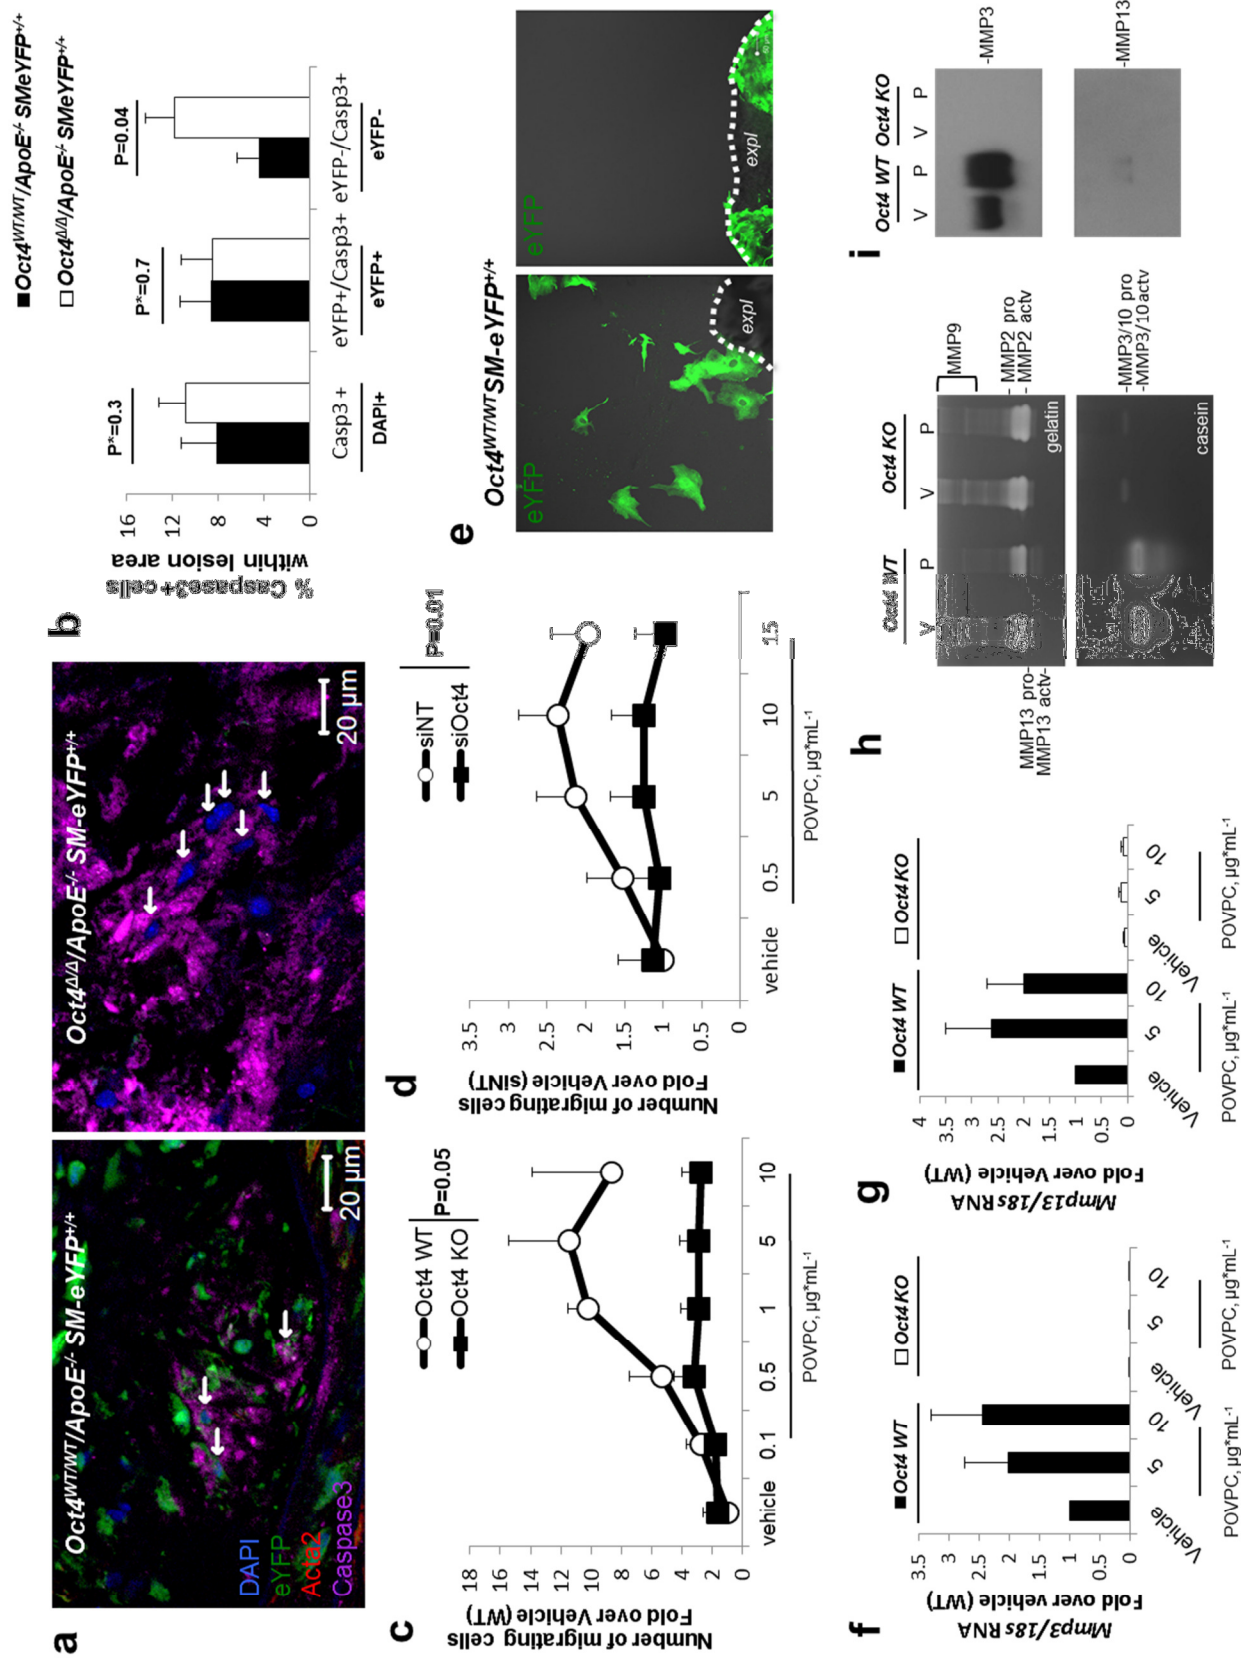 a
Oct4WT/WT/ApoE-/- SM-eYFP+/+
DAPI
eYFP
Acta2
Caspase3
20 µm
Oct4Δ/Δ/ApoE-/- SM-eYFP+/+
20 µm
b
■Oct4WT/WT/ApoE-/- SMeYFP+/+
□Oct4Δ/Δ/ApoE-/- SMeYFP+/+
% Caspase3+ cells
within lesion area
16
12
8
4
0
P*=0.3
P*=0.7
P=0.04
Casp3+
DAPI+
eYFP+/Casp3+
eYFP+
eYFP-/Casp3+
eYFP-
c
Number of migrating cells
Fold over Vehicle (WT)
18
16
14
12
10
8
6
4
2
0
Oct4 WT
Oct4 KO
P=0.05
vehicle 0.1 0.5 1 5 10
POVPC, µg*mL-1
d
Number of migrating cells
Fold over Vehicle (siNT)
3.5
3
2.5
2
1.5
1
0.5
0
siNT
siOct4
P=0.01
vehicle 0.5 5 10 15
POVPC, µg*mL-1
e
Oct4WT/WTSM-eYFP+/+
eYFP
expl
eYFP
expl
f
Mmp3/18s RNA
Fold over Vehicle (WT)
3.5
3
2.5
2
1.5
1
0.5
0
■Oct4 WT
□Oct4 KO
Vehicle 5 10 Vehicle 5 10
POVPC, µg*mL-1
POVPC, µg*mL-1
g
Mmp13/18s RNA
Fold over Vehicle (WT)
4
3.5
3
2.5
2
1.5
1
0.5
0
■Oct4 WT
□Oct4 KO
Vehicle 5 10 Vehicle 5 10
POVPC, µg*mL-1
POVPC, µg*mL-1
h
Oct4 WT
Oct4 KO
V P V P
MMP9
MMP13 pro-
MMP13 actv-
- MMP2 pro
- MMP2 actv
gelatin
-MMP3/10 pro
-MMP3/10 actv
casein
i
Oct4 WT Oct4 KO
V P V P
-MMP3
-MMP13